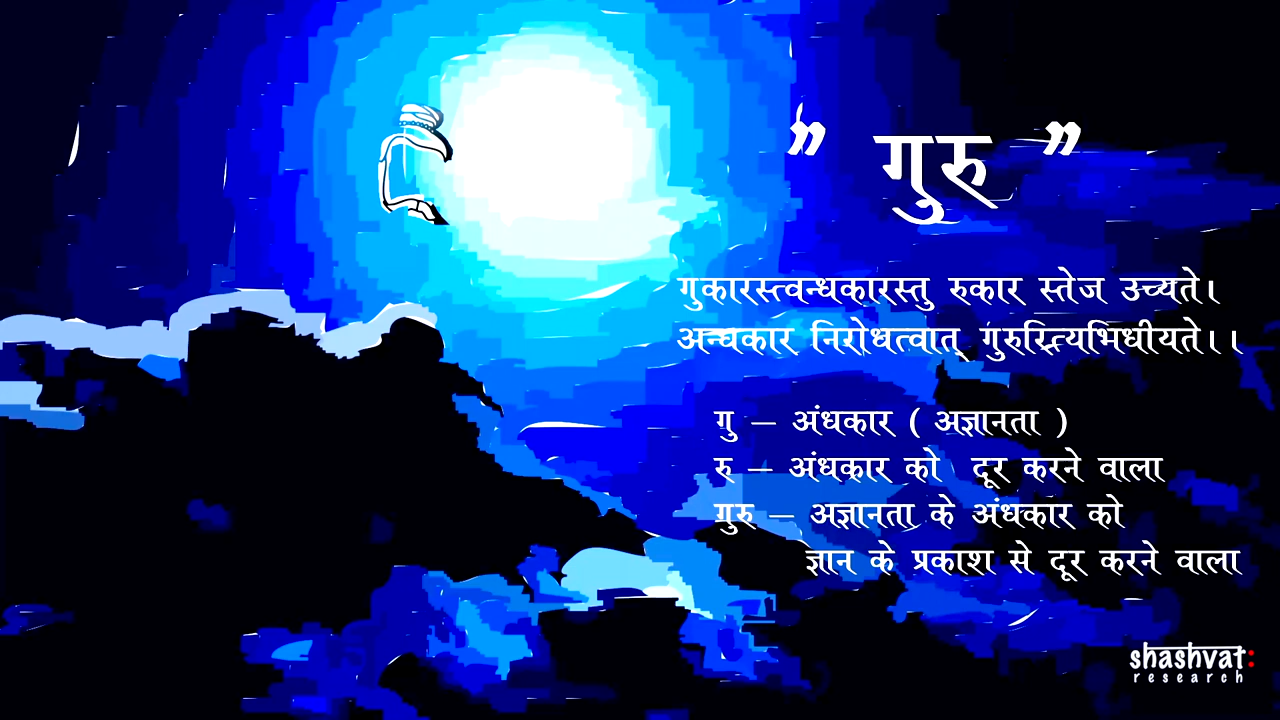 ” गुरु ”
गुकारस्त्वन्धकारस्तु रुकार स्तेज उच्यते।
अन्धकार निरोधत्वात् गुरुरित्यिभिधीयते।।
गु – अंधकार ( अज्ञानता )
रु – अंधकार को दूर करने वाला
गुरु – अज्ञानता के अंधकार को
ज्ञान के प्रकाश से दूर करने वाला
shashvat:
research